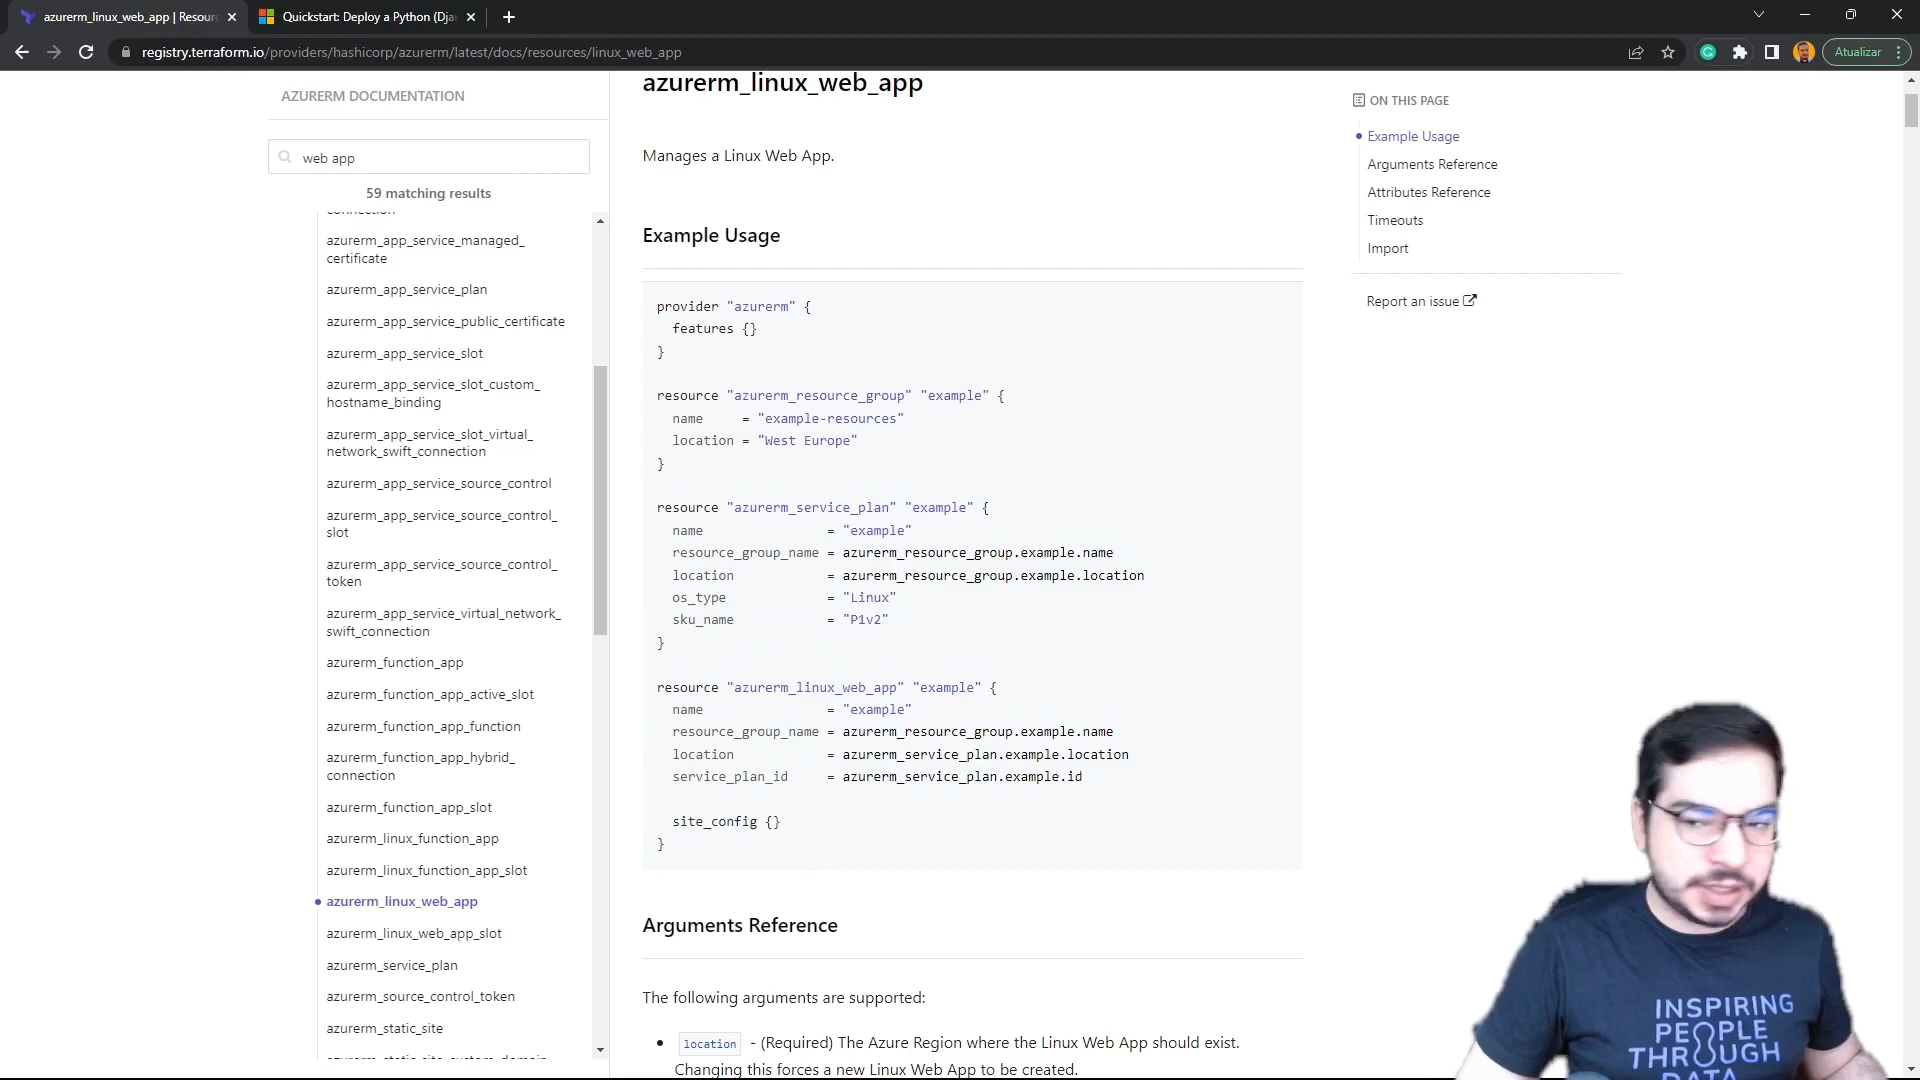 azurerm_linux_web_app | Resourc
Quickstart: Deploy a Python (Djan
registry.terraform.io/providers/hashicorp/azurerm/latest/docs/resources/linux_web_app
Atualizar
AZURERM DOCUMENTATION
web app
59 matching results
connection
azurerm_app_service_managed_
certificate
azurerm_app_service_plan
azurerm_app_service_public_certificate
azurerm_app_service_slot
azurerm_app_service_slot_custom_
hostname_binding
azurerm_app_service_slot_virtual_
network_swift_connection
azurerm_app_service_source_control
azurerm_app_service_source_control_
slot
azurerm_app_service_source_control_
token
azurerm_app_service_virtual_network_
swift_connection
azurerm_function_app
azurerm_function_app_active_slot
azurerm_function_app_function
azurerm_function_app_hybrid_
connection
azurerm_function_app_slot
azurerm_linux_function_app
azurerm_linux_function_app_slot
azurerm_linux_web_app
azurerm_linux_web_app_slot
azurerm_service_plan
azurerm_source_control_token
azurerm_static_site
azurerm_static_site_custom_domain
azurerm_linux_web_app
Manages a Linux Web App.
Example Usage
provider "azurerm" {
features {}
}
resource "azurerm_resource_group" "example" {
name = "example-resources"
location = "West Europe"
}
resource "azurerm_service_plan" "example" {
name = "example"
resource_group_name = azurerm_resource_group.example.name
location = azurerm_resource_group.example.location
os_type = "Linux"
sku_name = "P1v2"
}
resource "azurerm_linux_web_app" "example" {
name = "example"
resource_group_name = azurerm_resource_group.example.name
location = azurerm_service_plan.example.location
service_plan_id = azurerm_service_plan.example.id
site_config {}
}
Arguments Reference
The following arguments are supported:
• location - (Required) The Azure Region where the Linux Web App should exist.
Changing this forces a new Linux Web App to be created.
ON THIS PAGE
Example Usage
Arguments Reference
Attributes Reference
Timeouts
Import
Report an issue
INSPIRING
PEOPLE
THROUGH
DATA